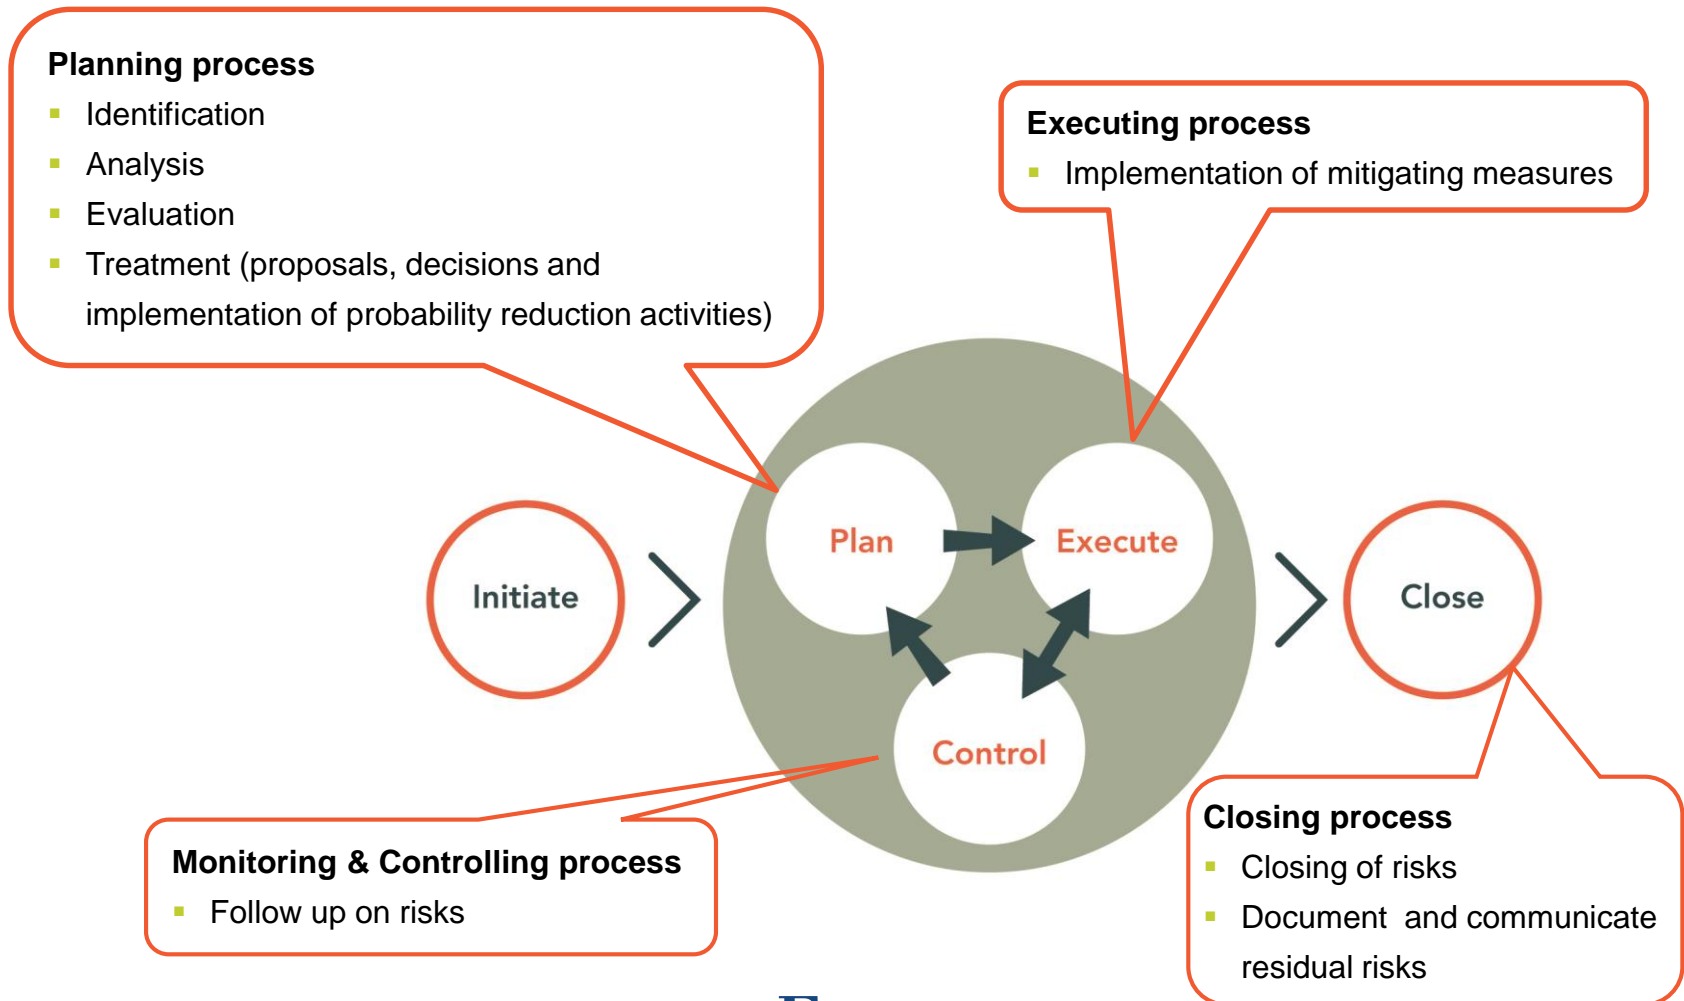 Planning process
Identification
Analysis
Evaluation
Treatment (proposals, decisions and
implementation of probability reduction activities)
Executing process
Implementation of mitigating measures
Plan
Execute
Initiate
Close
Control
Monitoring & Controlling process
Follow up on risks
Closing process
Closing of risks
Document and communicate
residual risks